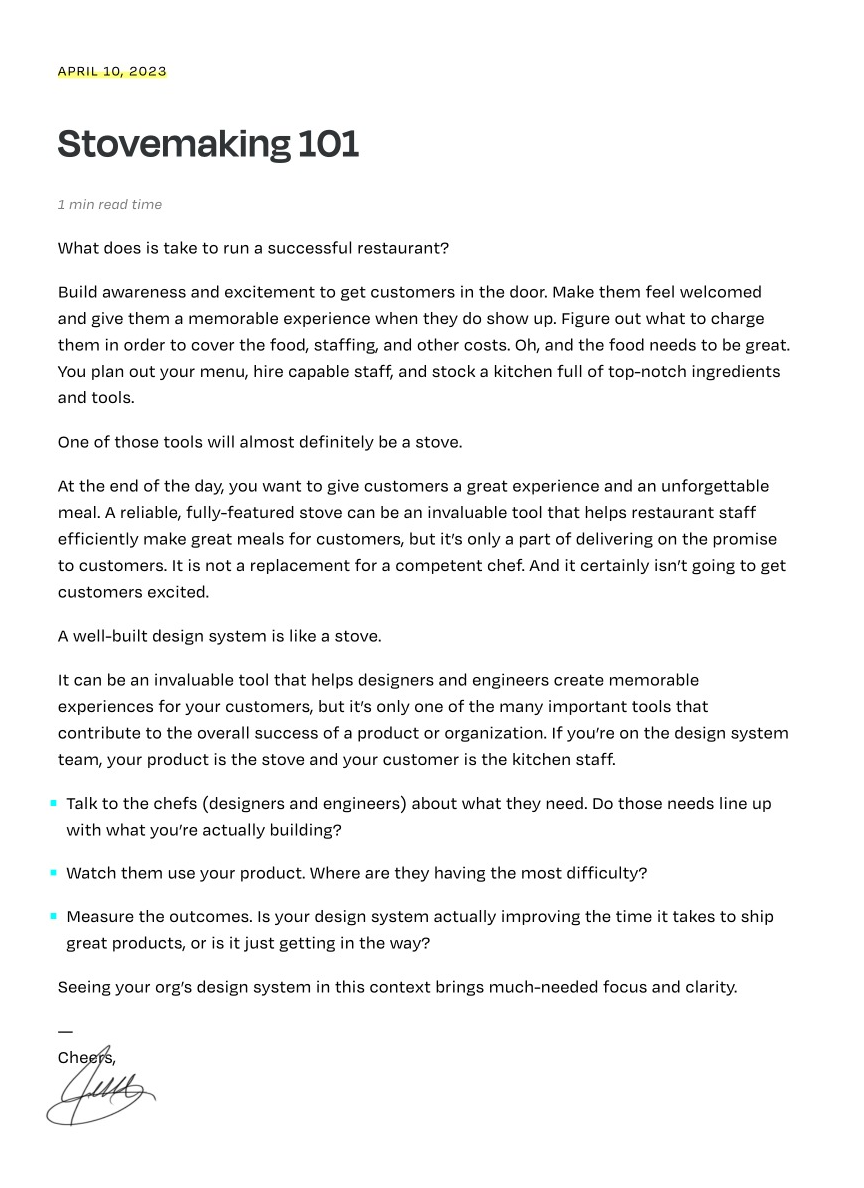 APRIL 10, 2023
Stovemaking 101
1 min read time
What does is take to run a successful restaurant?
Build awareness and excitement to get customers in the door. Make them feel welcomed
and give them a memorable experience when they do show up. Figure out what to charge
them in order to cover the food, staffing, and other costs. Oh, and the food needs to be great.
You plan out your menu, hire capable staff, and stock a kitchen full of top-notch ingredients
and tools.
One of those tools will almost definitely be a stove.
At the end of the day, you want to give customers a great experience and an unforgettable
meal. A reliable, fully-featured stove can be an invaluable tool that helps restaurant staff
efficiently make great meals for customers, but it’s only a part of delivering on the promise
to customers. It is not a replacement for a competent chef. And it certainly isn’t going to get
customers excited.
A well-built design system is like a stove.
It can be an invaluable tool that helps designers and engineers create memorable
experiences for your customers, but it’s only one of the many important tools that
contribute to the overall success of a product or organization. If you’re on the design system
team, your product is the stove and your customer is the kitchen staff.
Talk to the chefs (designers and engineers) about what they need. Do those needs line up
with what you’re actually building?
Watch them use your product. Where are they having the most difficulty?
Measure the outcomes. Is your design system actually improving the time it takes to ship
great products, or is it just getting in the way?
Seeing your org’s design system in this context brings much-needed focus and clarity.
—
Cheers,